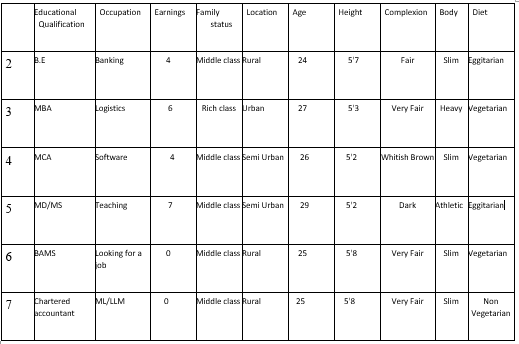 Educational Occupation Earnings Family Location Age Height Complexion Body Diet
Qualification status
2 B.E Banking 4 Middle class Rural 24 5'7 Fair Slim Eggitarian
3 MBA Logistics 6 Rich class Urban 27 5'3 Very Fair Heavy Vegetarian
4 MCA Software 4 Middle class Semi Urban 26 5'2 Whitish Brown Slim Vegetarian
5 MD/MS Teaching 7 Middle class Semi Urban 29 5'2 Dark Athletic Eggitarian
6 BAMS Looking for a 0 Middle class Rural 25 5'8 Very Fair Slim Vegetarian
job
7 Chartered ML/LLM 0 Middle class Rural 25 5'8 Very Fair Slim Non
accountant Vegetarian